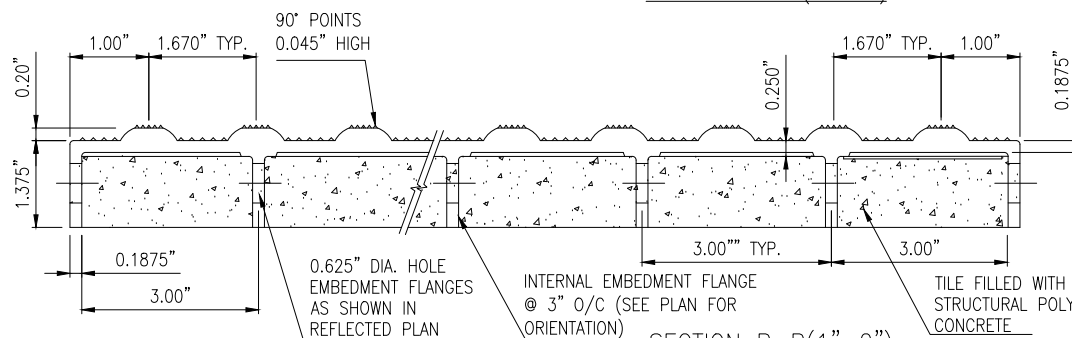 90° POINTS
0.045" HIGH
1.00"
1.670" TYP.
1.670" TYP.
1.00"
0.20"
0.250"
0.1875"
1.375"
0.1875"
3.00"
3.00"" TYP.
3.00"
0.625" DIA. HOLE
EMBEDMENT FLANGES
AS SHOWN IN
REFLECTED PLAN
INTERNAL EMBEDMENT FLANGE
@ 3" O/C (SEE PLAN FOR
ORIENTATION)
TILE FILLED WITH
STRUCTURAL POLY
CONCRETE